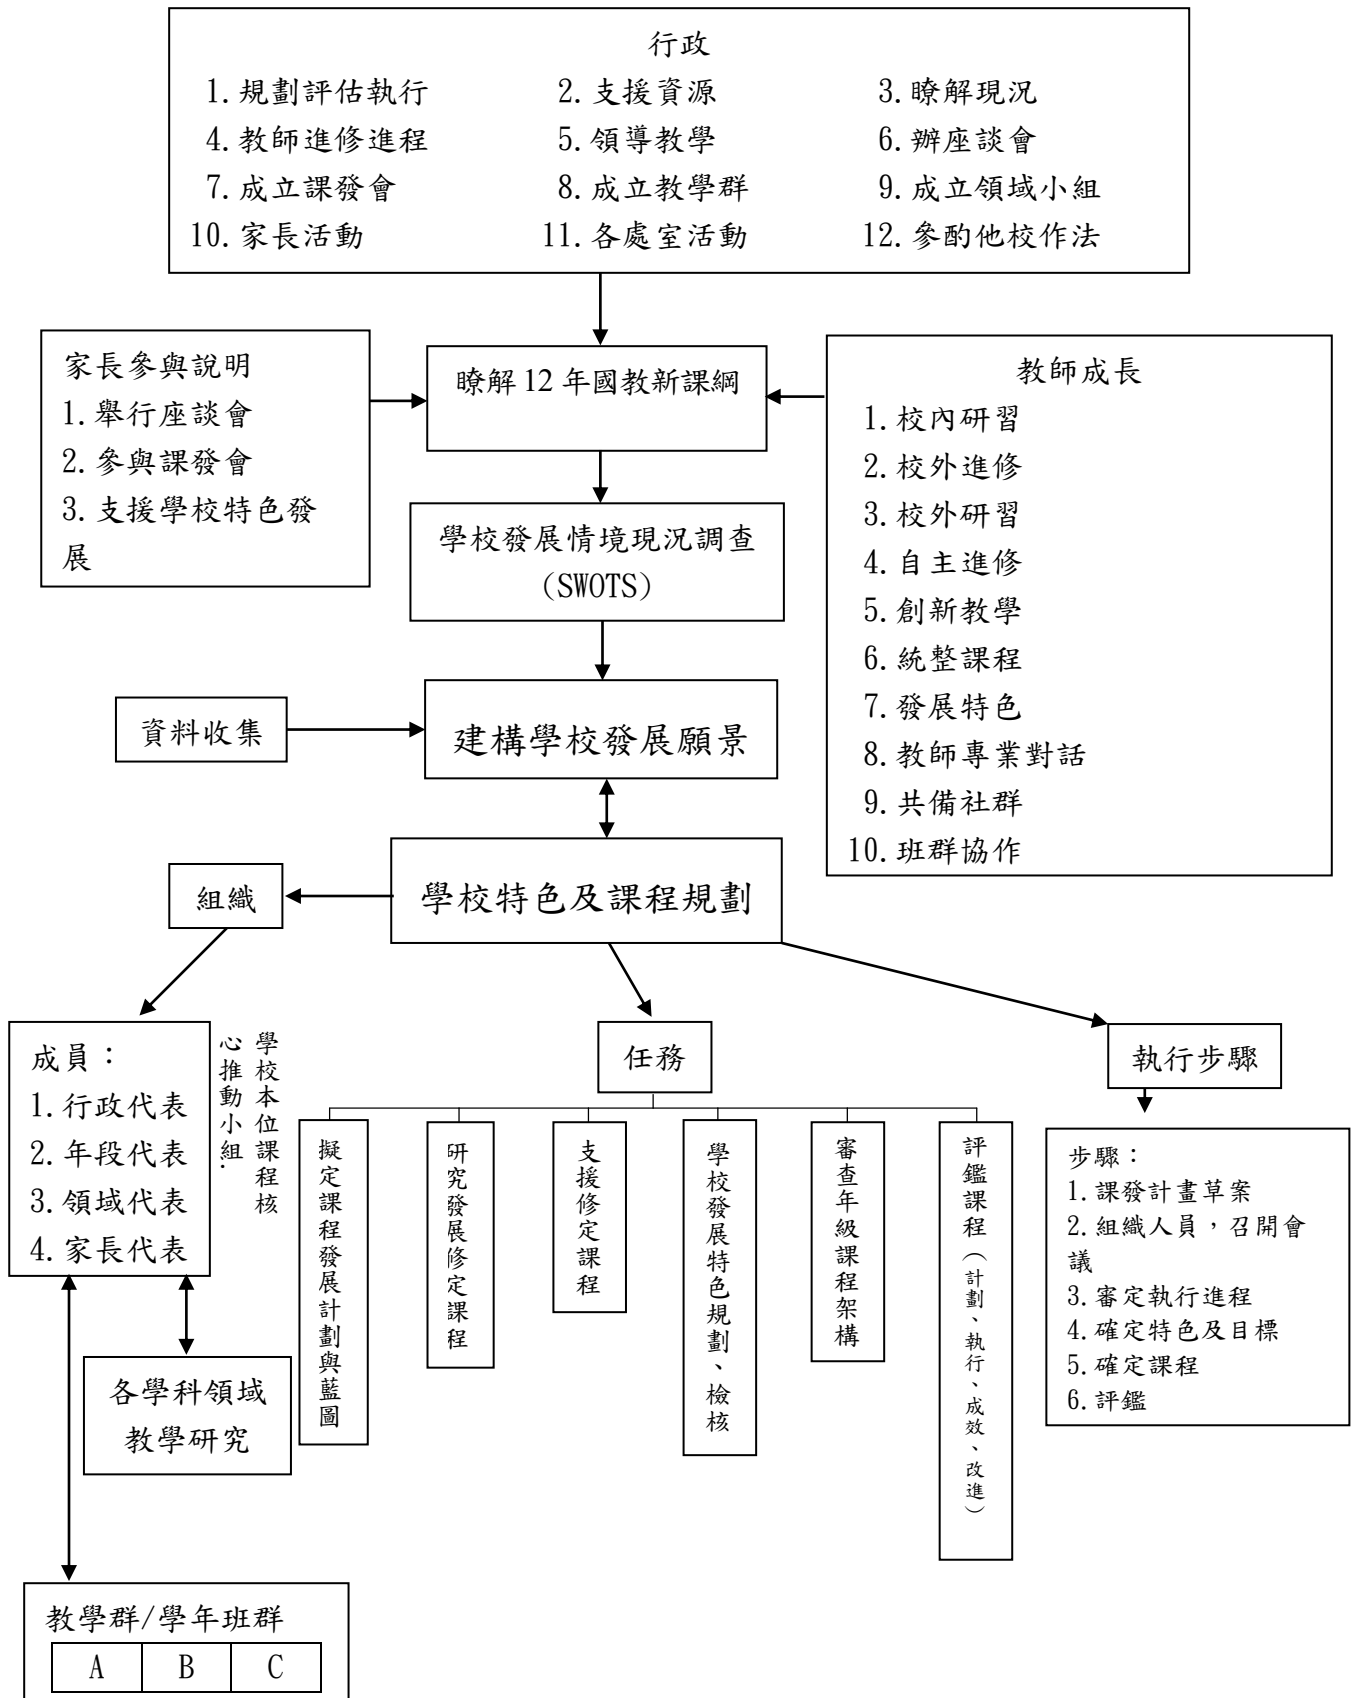 行政
1.規劃評估執行 2.支援資源 3.瞭解現況
4.教師進修進程 5.領導教學 6.辦座談會
7.成立課發會 8.成立教學群 9.成立領域小組
10.家長活動 11.各處室活動 12.參酌他校作法
家長參與說明
1.舉行座談會
2.參與課發會
3.支援學校特色發
展
瞭解12年國教新課綱
教師成長
1.校內研習
2.校外進修
3.校外研習
4.自主進修
5.創新教學
6.統整課程
7.發展特色
8.教師專業對話
9.共備社群
10.班群協作
學校發展情境現況調查
(SWOTS)
資料收集
建構學校發展願景
組織
學校特色及課程規劃
成員：
1.行政代表
2.年段代表
3.領域代表
4.家長代表
學校本位課程核
心推動小組.
任務
執行步驟
擬定課程發展計劃與藍圖
研究發展修定課程
支援修定課程
學校發展特色規劃、檢核
審查年級課程架構
評鑑課程（計劃、執行、成效、改進）
步驟：
1.課發計畫草案
2.組織人員，召開會
議
3.審定執行進程
4.確定特色及目標
5.確定課程
6.評鑑
各學科領域
教學研究
教學群/學年班群
A B C